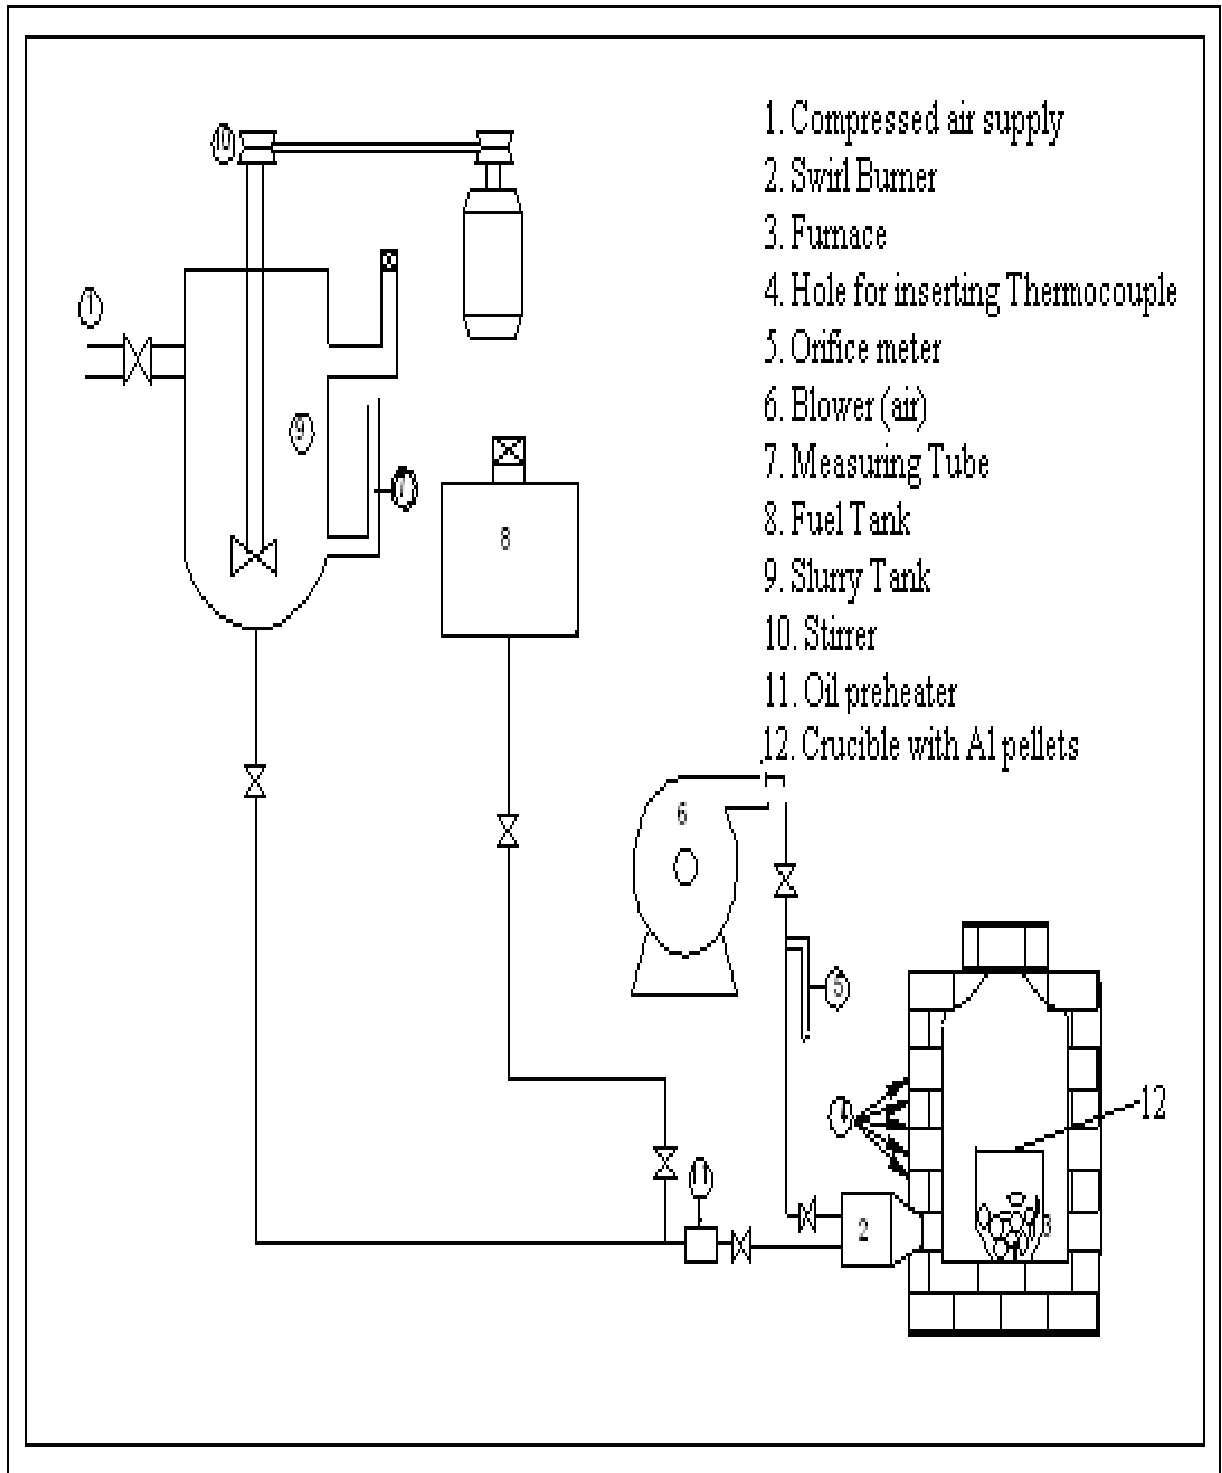 10
1. Compressed air supply
2. Swirl Burner
3. Furnace
4. Hole for inserting Thermocouple
5. Orifice meter
6. Blower (air)
7. Measuring Tube
8. Fuel Tank
9. Slurry Tank
10. Stirrer
11. Oil preheater
12. Crucible with Al pellets
1
9
7
8
6
5
4
12
11
2
3